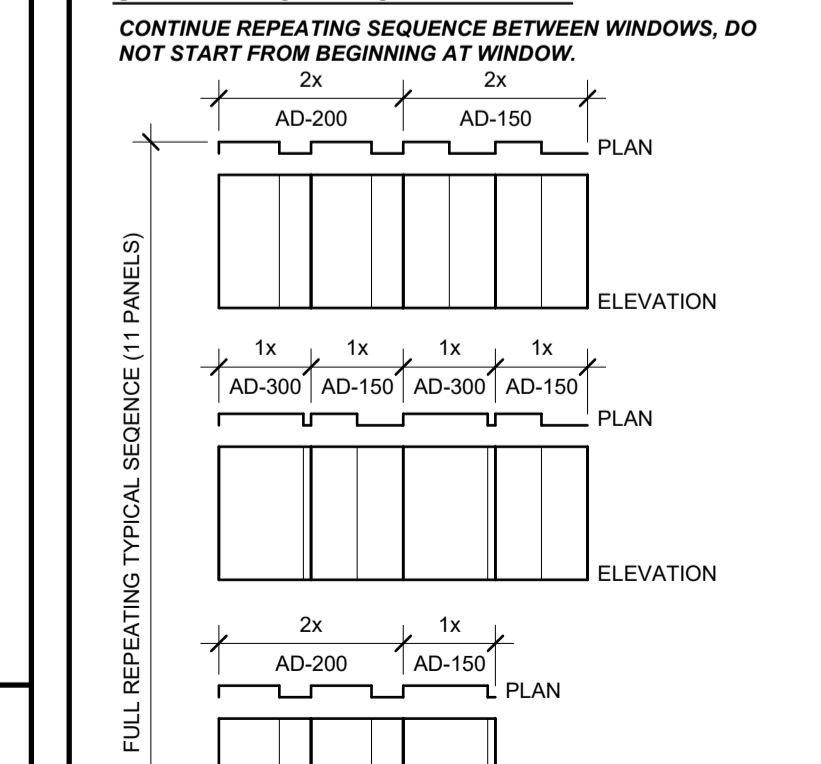 CONTINUE REPEATING SEQUENCE BETWEEN WINDOWS, DO
NOT START FROM BEGINNING AT WINDOW.
2x 2x
AD-200 AD-150
PLAN
ELEVATION
1x 1x 1x 1x
AD-300 AD-150 AD-300 AD-150
PLAN
ELEVATION
2x 1x
AD-200 AD-150
PLAN
FULL REPEATING TYPICAL SEQENCE (11 PANELS)